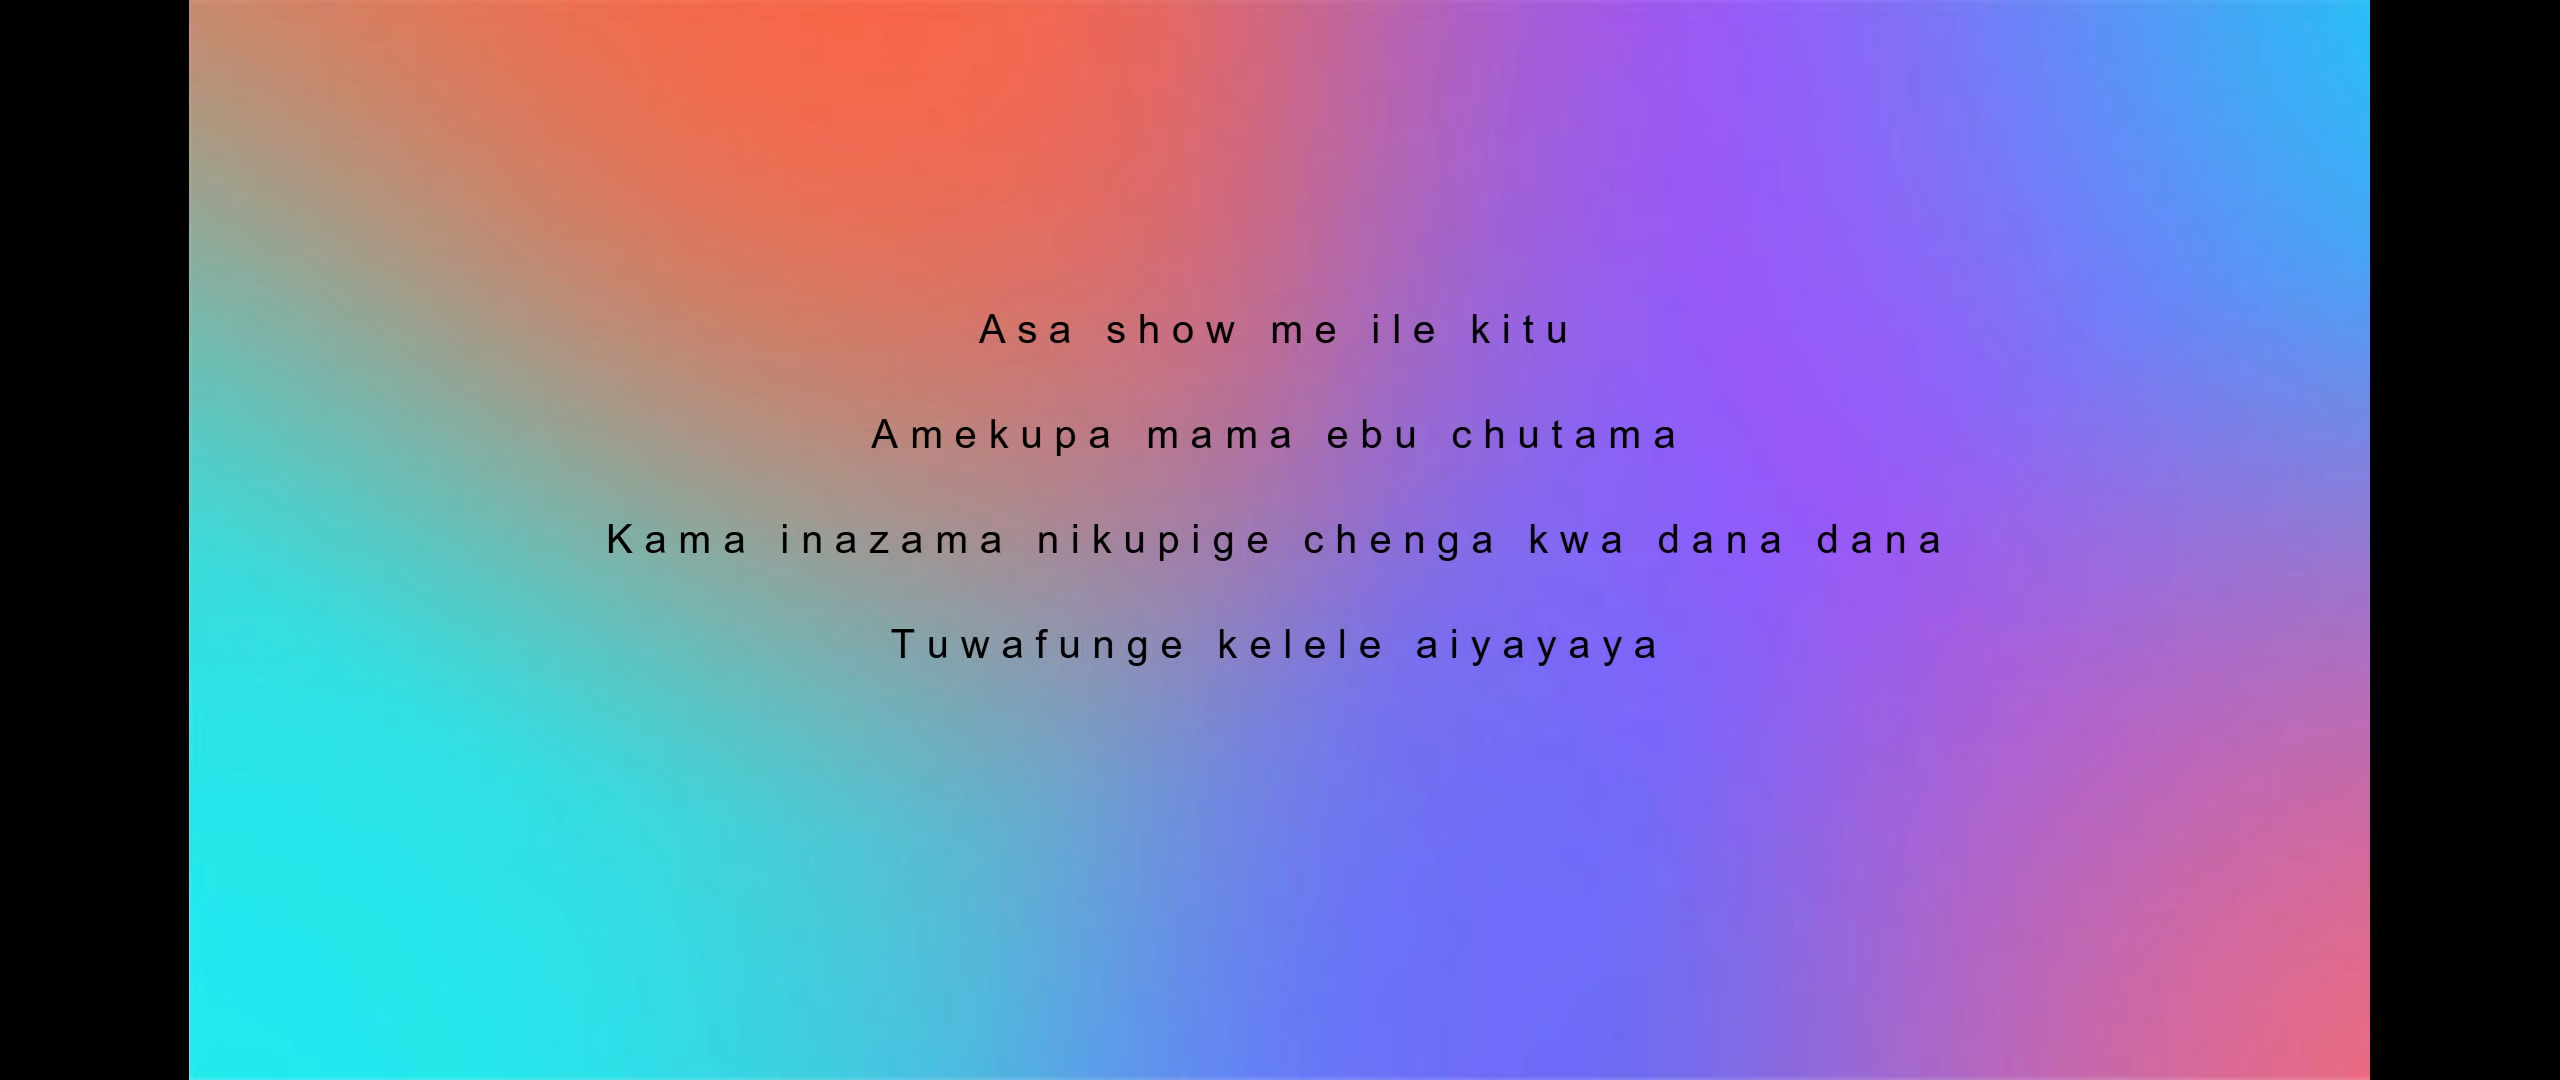 Asa show me ile kitu
Amekupa mama ebu chutama
Kama inazama nikupige chenga kwa dana dana
Tuwafunge kelele aiyayaya